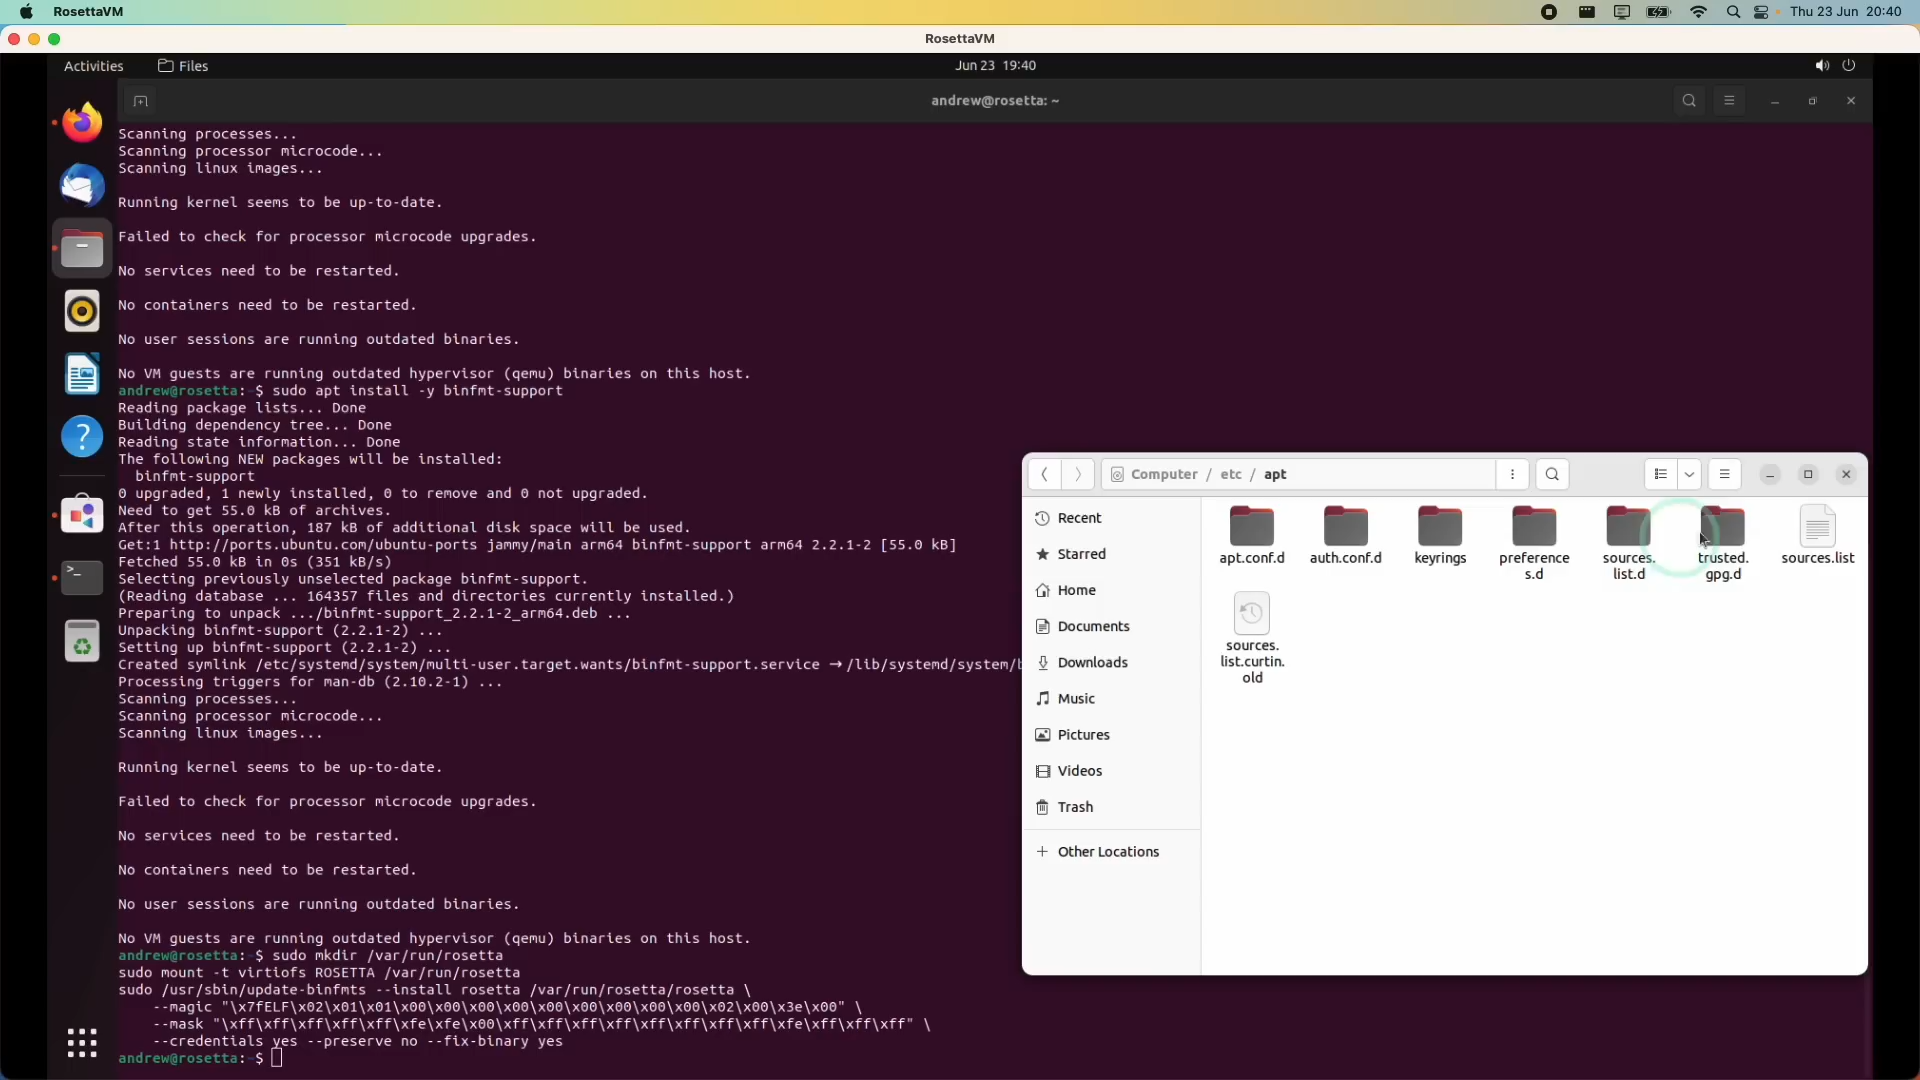 RosettaVM
Thu 23 Jun 20:40
RosettaVM
Activities
Files
Jun 23 19:40
andrew@rosetta: ~
Scanning processes...
Scanning processor microcode...
Scanning linux images...
Running kernel seems to be up-to-date.
Failed to check for processor microcode upgrades.
No services need to be restarted.
No containers need to be restarted.
No user sessions are running outdated binaries.
No VM guests are running outdated hypervisor (qemu) binaries on this host.
andrew@rosetta:~$ sudo apt install -y binfmt-support
Reading package lists... Done
Building dependency tree... Done
Reading state information... Done
The following NEW packages will be installed:
binfmt-support
0 upgraded, 1 newly installed, 0 to remove and 0 not upgraded.
Need to get 55.0 kB of archives.
After this operation, 187 kB of additional disk space will be used.
Get:1 http://ports.ubuntu.com/ubuntu-ports jammy/main arm64 binfmt-support arm64 2.2.1-2 [55.0 kB]
Fetched 55.0 kB in 0s (351 kB/s)
Selecting previously unselected package binfmt-support.
(Reading database ... 164357 files and directories currently installed.)
Preparing to unpack .../binfmt-support_2.2.1-2_arm64.deb ...
Unpacking binfmt-support (2.2.1-2) ...
Setting up binfmt-support (2.2.1-2) ...
Created symlink /etc/systemd/system/multi-user.target.wants/binfmt-support.service → /lib/systemd/system/b
Processing triggers for man-db (2.10.2-1) ...
Scanning processes...
Scanning processor microcode...
Scanning linux images...
Running kernel seems to be up-to-date.
Failed to check for processor microcode upgrades.
No services need to be restarted.
No containers need to be restarted.
No user sessions are running outdated binaries.
No VM guests are running outdated hypervisor (qemu) binaries on this host.
andrew@rosetta:~$ sudo mkdir /var/run/rosetta
sudo mount -t virtiofs ROSETTA /var/run/rosetta
sudo /usr/sbin/update-binfmts --install rosetta /var/run/rosetta/rosetta \
--magic "\x7fELF\x02\x01\x01\x00\x00\x00\x00\x00\x00\x00\x00\x00\x02\x00\x3e\x00" \
--mask "\xff\xff\xff\xff\xff\xfe\xfe\x00\xff\xff\xff\xff\xff\xff\xff\xff\xfe\xff\xff\xff" \
--credentials yes --preserve no --fix-binary yes
andrew@rosetta:~$
Computer / etc / apt
Recent
Starred
Home
Documents
Downloads
Music
Pictures
Videos
Trash
Other Locations
apt.conf.d
auth.conf.d
keyrings
preference
s.d
sources.
list.d
trusted.
gpg.d
sources.list
sources.
list.curtin.
old